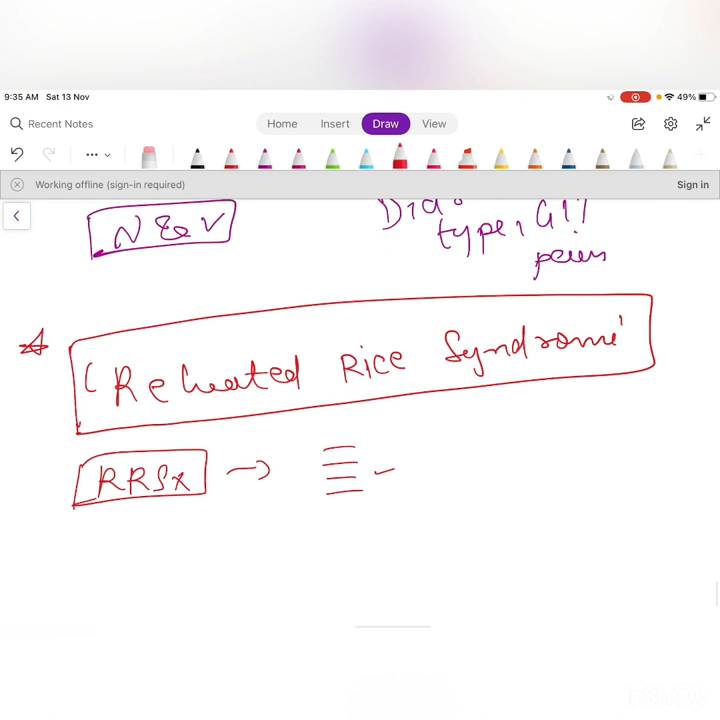 9:35 AM Sat 13 Nov 49%
Recent Notes Home Insert Draw View
Working offline (sign-in required) Sign in
N & V
type,
'Reheated Rice Syndrome'
RRSx →
InShot